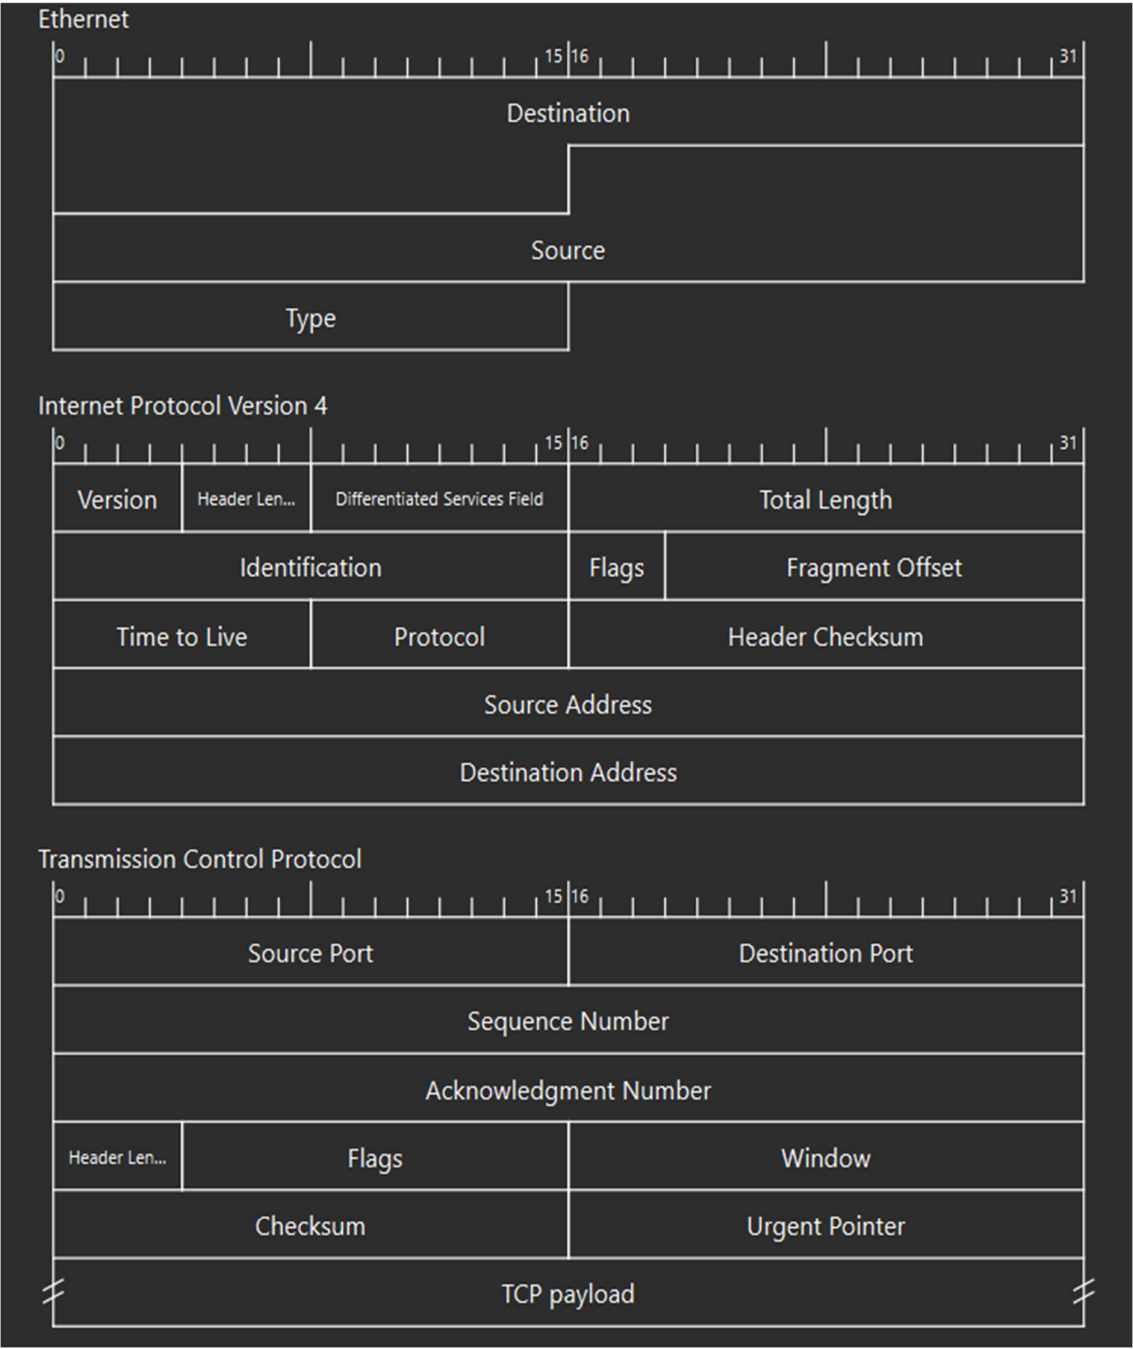 Ethernet
0 15 16 31
Destination
Source
Type
Internet Protocol Version 4
0 15 16 31
Version Header Len... Differentiated Services Field Total Length
Identification Flags Fragment Offset
Time to Live Protocol Header Checksum
Source Address
Destination Address
Transmission Control Protocol
0 15 16 31
Source Port Destination Port
Sequence Number
Acknowledgment Number
Header Len... Flags Window
Checksum Urgent Pointer
TCP payload